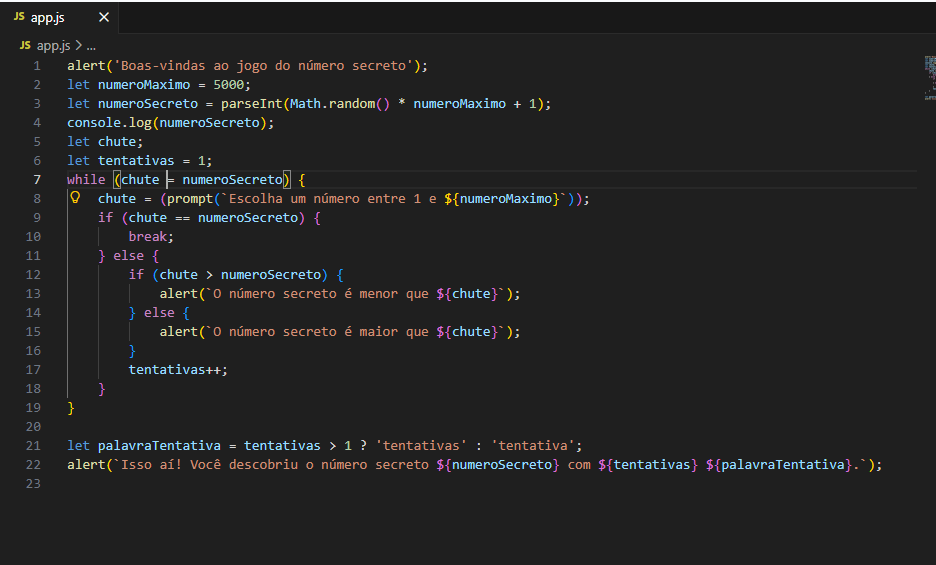 JS app.js ×
JS app.js > ...
1 alert('Boas-vindas ao jogo do número secreto');
2 let numeroMaximo = 5000;
3 let numeroSecreto = parseInt(Math.random() * numeroMaximo + 1);
4 console.log(numeroSecreto);
5 let chute;
6 let tentativas = 1;
7 while (chute = numeroSecreto) {
8     chute = (prompt(`Escolha um número entre 1 e ${numeroMaximo}`));
9     if (chute == numeroSecreto) {
10         break;
11     } else {
12         if (chute > numeroSecreto) {
13             alert(`O número secreto é menor que ${chute}`);
14         } else {
15             alert(`O número secreto é maior que ${chute}`);
16         }
17         tentativas++;
18     }
19 }
20
21 let palavraTentativa = tentativas > 1 ? 'tentativas' : 'tentativa';
22 alert(`Isso aí! Você descobriu o número secreto ${numeroSecreto} com ${tentativas} ${palavraTentativa}.`);
23